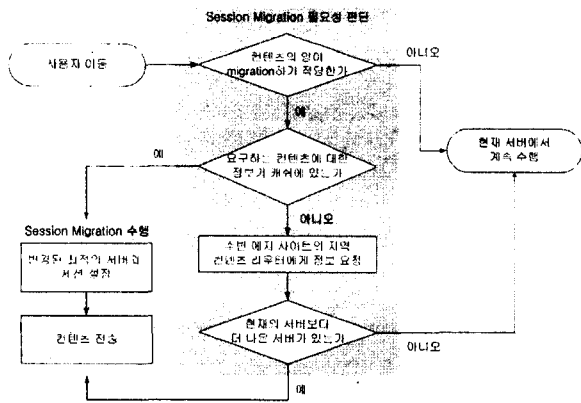 Session Migration 필요성 판단
사용자 이동
컨텐츠의 양이
migration하기 적당한가
아니오
예
요구하는 컨텐츠에 대한
정보가 캐쉬에 있는가
예
현재 서버에서
계속 수행
아니오
Session Migration 수행
최적의 서버와
세션 설정
주변 에지 사이트의 지역
컨텐츠 라우터에게 정보 요청
컨텐츠 전송
현재의 서버보다
더 나은 서버가 있는가
아니오
예